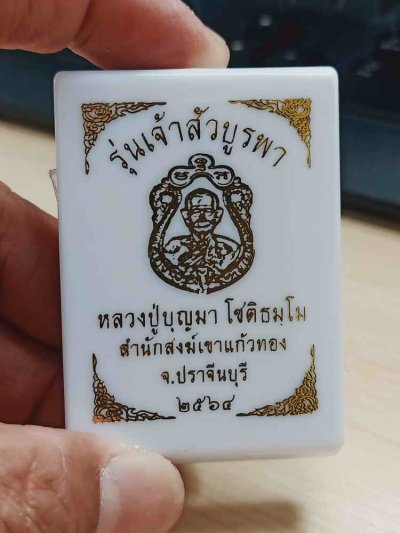 รุ่นเจ้าสัวบูรพา
หลวงปู่บุญมา โชติธมฺโม
สำนักสงฆ์เขาแก้วทอง
จ.ปราจีนบุรี
๒๕๖๔